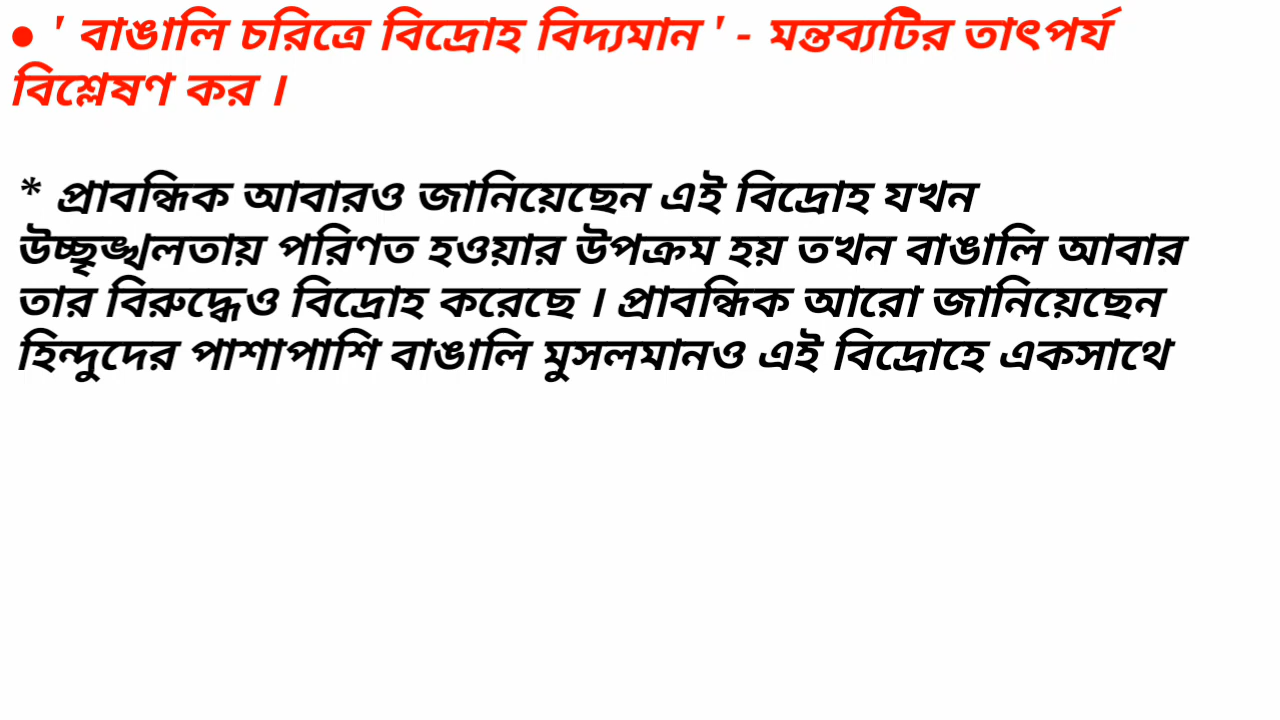 ● ' বাঙালি চরিত্রে বিদ্রোহ বিদ্যমান ' - মন্তব্যটির তাৎপর্য
বিশ্লেষণ কর ।
* প্রাবন্ধিক আবারও জানিয়েছেন এই বিদ্রোহ যখন
উচ্ছৃঙ্খলতায় পরিণত হওয়ার উপক্রম হয় তখন বাঙালি আবার
তার বিরুদ্ধেও বিদ্রোহ করেছে । প্রাবন্ধিক আরো জানিয়েছেন
হিন্দুদের পাশাপাশি বাঙালি মুসলমানও এই বিদ্রোহে একসাথে